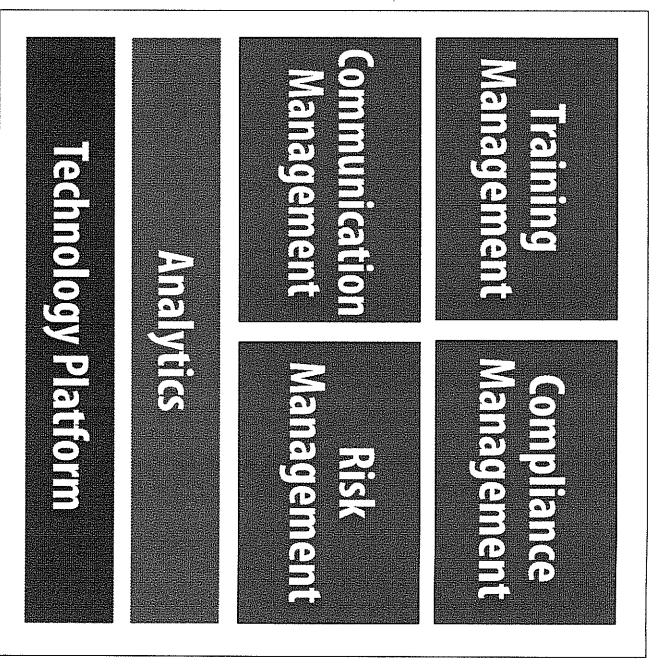 Training
Management
Compliance
Management
Communication
Management
Risk
Management
Analytics
Technology Platform